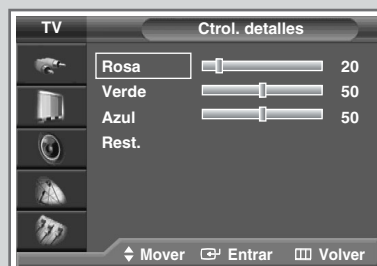 TV
Ctrol. detalles
Rosa 20
Verde 50
Azul 50
Rest.
Mover Entrar Volver